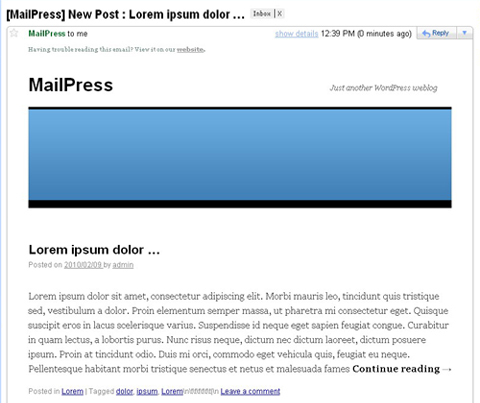 [MailPress] New Post : Lorem ipsum dolor … Inbox | X
MailPress to me show details 12:39 PM (0 minutes ago) Reply
Having trouble reading this email? View it on our website.
MailPress Just another WordPress weblog
Lorem ipsum dolor …
Posted on 2010/02/09 by admin
Lorem ipsum dolor sit amet, consectetur adipiscing elit. Morbi mauris leo, tincidunt quis tristique
sed, vestibulum a dolor. Proin elementum semper massa, ut pharetra mi consectetur eget. Quisque
suscipit eros in lacus scelerisque varius. Suspendisse id neque eget sapien feugiat congue. Curabitur
in quam lectus, a lobortis purus. Nunc risus neque, dictum nec dictum laoreet, dictum posuere
ipsum. Proin at tincidunt odio. Duis mi orci, commodo eget vehicula quis, feugiat eu neque.
Pellentesque habitant morbi tristique senectus et netus et malesuada fames Continue reading →
Posted in Lorem | Tagged dolor, ipsum, Lorem Leave a comment